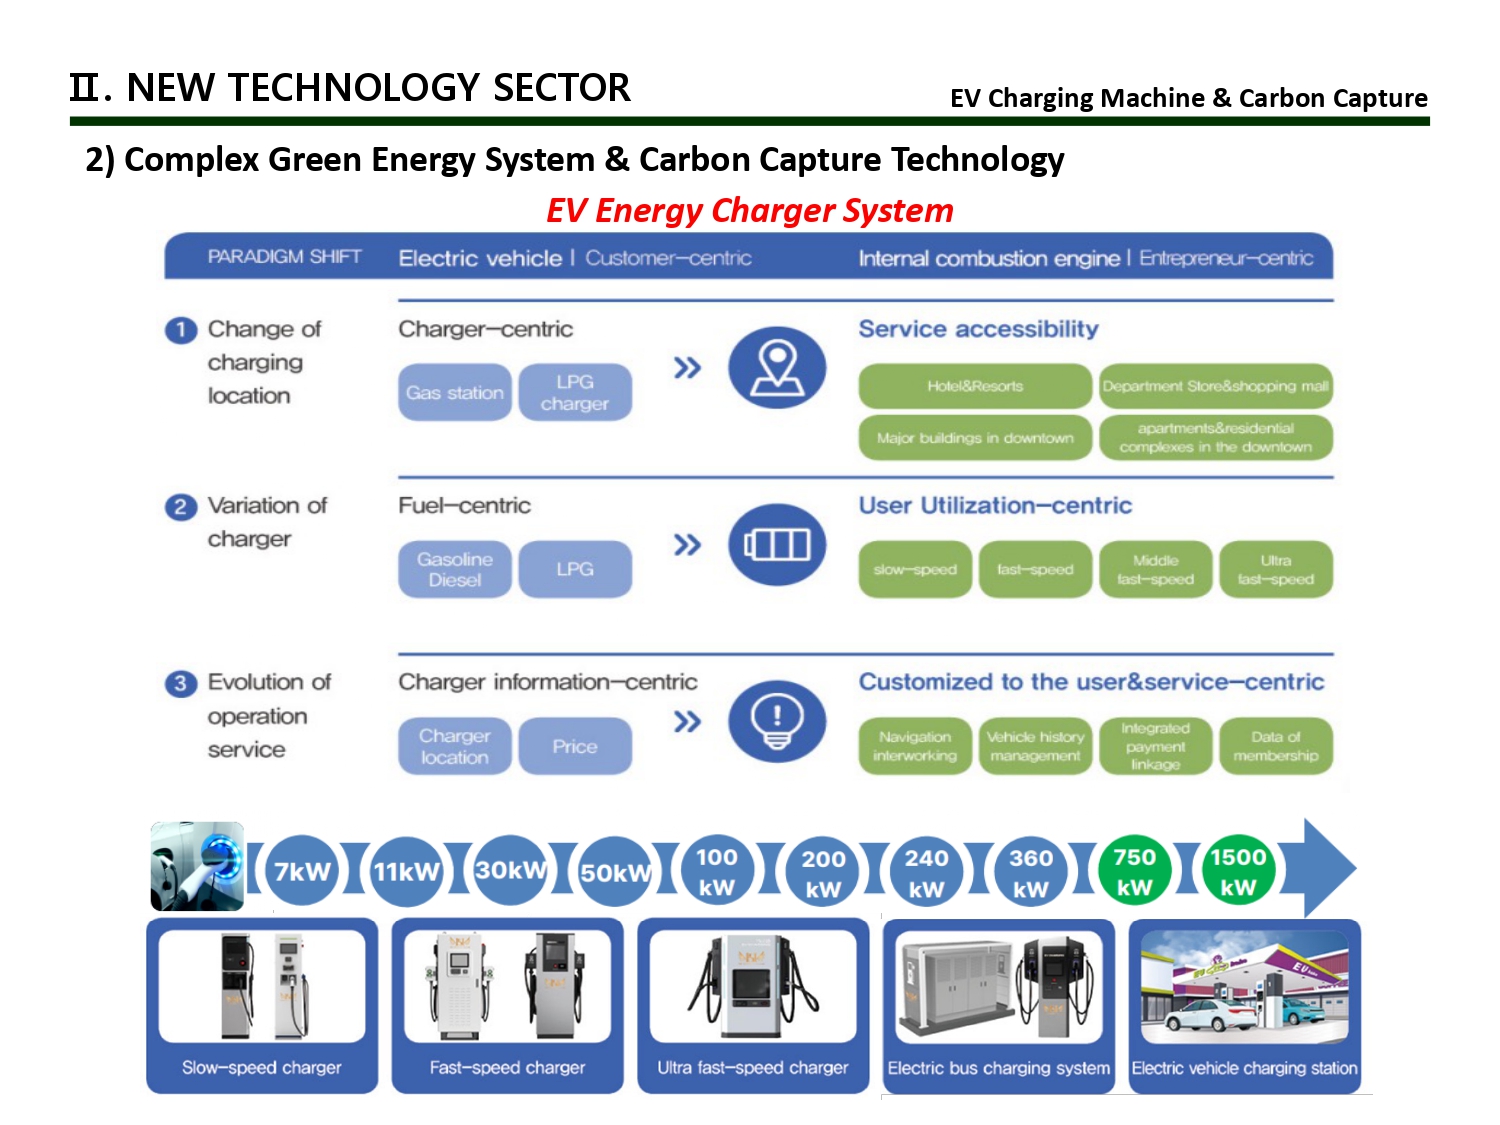 Ⅱ. NEW TECHNOLOGY SECTOR
EV Charging Machine & Carbon Capture
2) Complex Green Energy System & Carbon Capture Technology
EV Energy Charger System
PARADIGM SHIFT
Electric vehicle | Customer-centric
Internal combustion engine | Entrepreneur-centric
1 Change of
charging
location
Charger-centric
Gas station
LPG
charger
Service accessibility
Hotel&Resorts
Department Store&shopping mall
Major buildings in downtown
apartments&residential
complexes in the downtown
2 Variation of
charger
Fuel-centric
Gasoline
Diesel
LPG
User Utilization-centric
slow-speed
fast-speed
Middle
fast-speed
Ultra
fast-speed
3 Evolution of
operation
service
Charger information-centric
Charger
location
Price
Customized to the user&service-centric
Navigation
interworking
Vehicle history
management
Integrated
payment
linkage
Data of
membership
7kW
11kW
30kW
50kW
100
kW
200
kW
240
kW
360
kW
750
kW
1500
kW
Slow-speed charger
Fast-speed charger
Ultra fast-speed charger
Electric bus charging system
Electric vehicle charging station